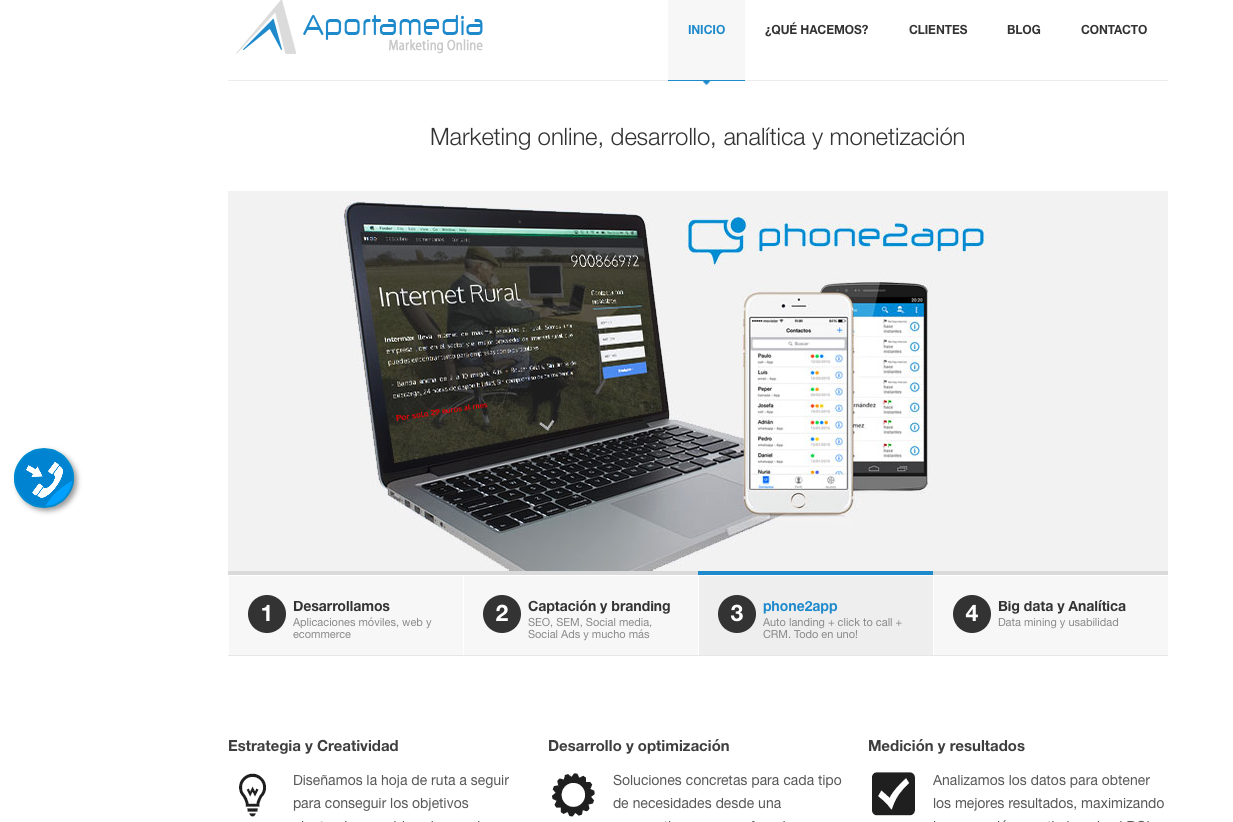 Aportamedia
Marketing Online
INICIO
¿QUÉ HACEMOS?
CLIENTES
BLOG
CONTACTO
Marketing online, desarrollo, analítica y monetización
phone2app
900866972
Internet Rural
Contactos
Buscar
Paulo
Luis
Peper
Josefa
Adrián
Pedro
Daniel
Nuria
1
Desarrollamos
Aplicaciones móviles, web y
ecommerce
2
Captación y branding
SEO, SEM, Social media,
Social Ads y mucho más
3
phone2app
Auto landing + click to call +
CRM. Todo en uno!
4
Big data y Analítica
Data mining y usabilidad
Estrategia y Creatividad
Diseñamos la hoja de ruta a seguir
para conseguir los objetivos
Desarrollo y optimización
Soluciones concretas para cada tipo
de necesidades desde una
Medición y resultados
Analizamos los datos para obtener
los mejores resultados, maximizando